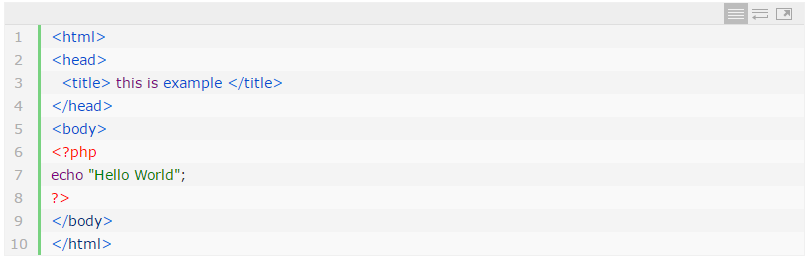 1 <html>
2 <head>
3   <title> this is example </title>
4 </head>
5 <body>
6 <?php
7 echo "Hello World";
8 ?>
9 </body>
10 </html>